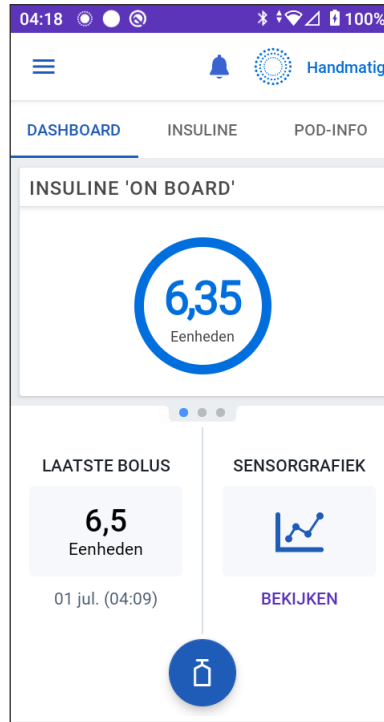 04:18 100%
Handmatig
DASHBOARD INSULINE POD-INFO
INSULINE 'ON BOARD'
6,35
Eenheden
LAATSTE BOLUS
6,5
Eenheden
01 jul. (04:09)
SENSORGRAFIEK
BEKIJKEN